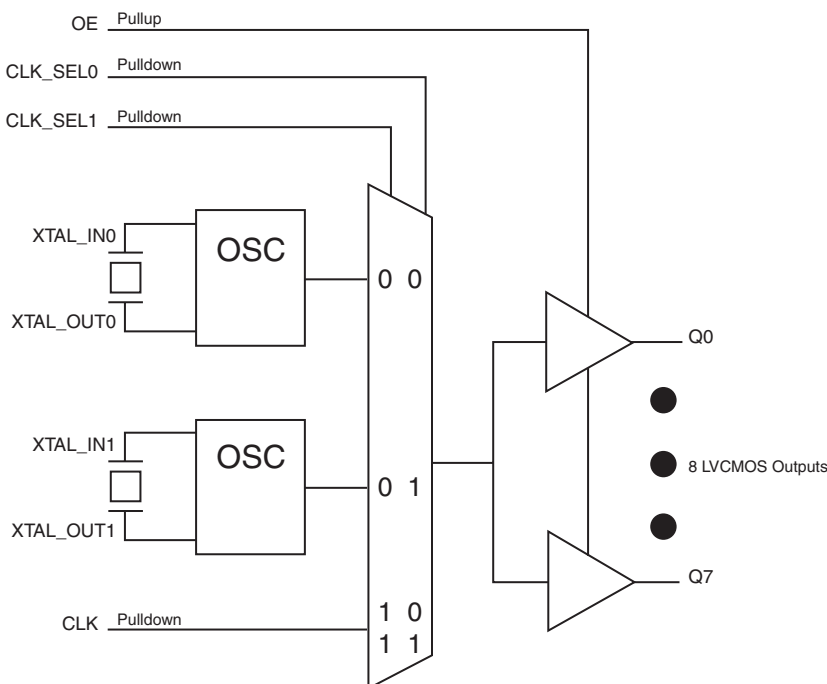 OE Pullup
CLK_SEL0 Pulldown
CLK_SEL1 Pulldown
XTAL_IN0
OSC
XTAL_OUT0
0 0
Q0
XTAL_IN1
OSC
XTAL_OUT1
0 1
8 LVCMOS Outputs
Q7
CLK Pulldown
1 0
1 1